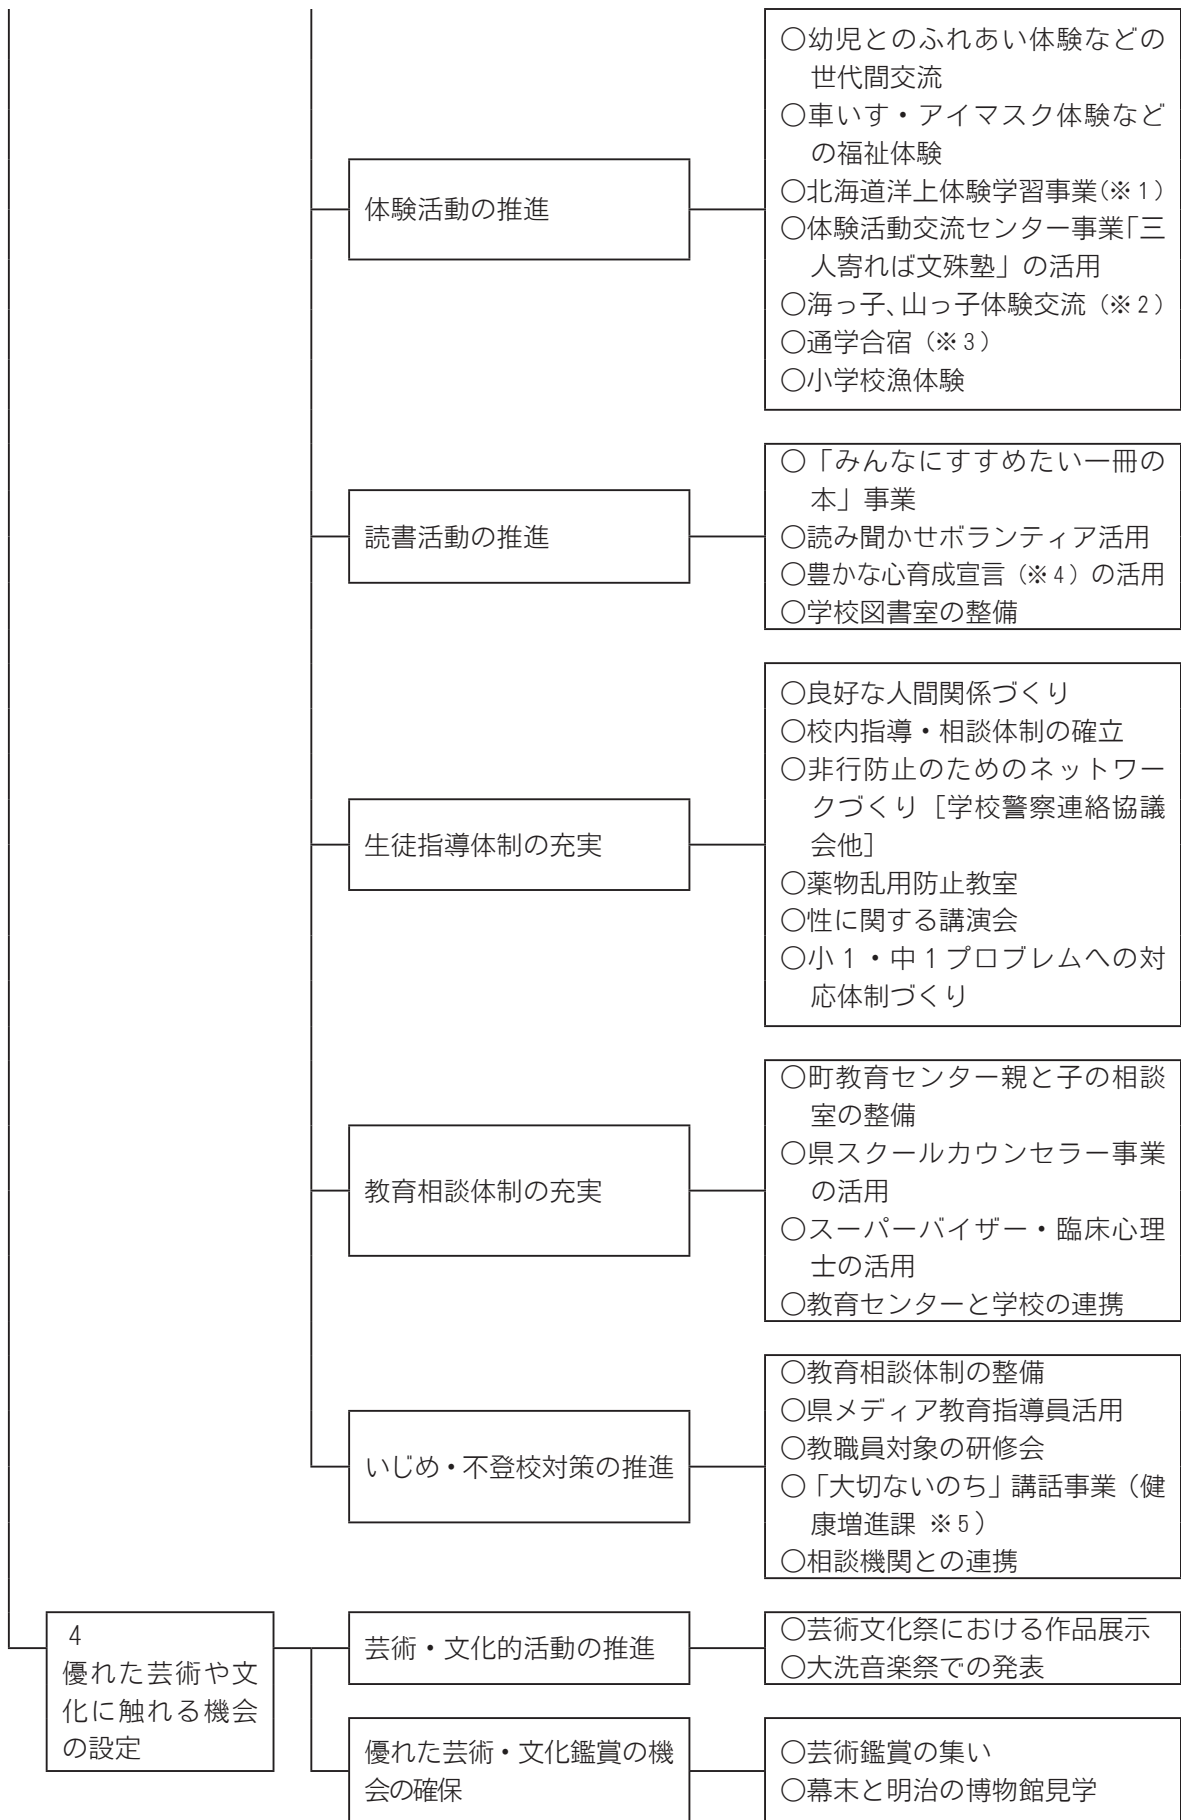 体験活動の推進
○幼児とのふれあい体験などの
世代間交流
○車いす・アイマスク体験など
の福祉体験
○北海道洋上体験学習事業(※1)
○体験活動交流センター事業「三
人寄れば文殊塾」の活用
○海っ子、山っ子体験交流（※2）
○通学合宿（※3）
○小学校漁体験
読書活動の推進
○「みんなにすすめたい一冊の
本」事業
○読み聞かせボランティア活用
○豊かな心育成宣言（※4）の活用
○学校図書室の整備
生徒指導体制の充実
○良好な人間関係づくり
○校内指導・相談体制の確立
○非行防止のためのネットワー
クづくり［学校警察連絡協議
会他］
○薬物乱用防止教室
○性に関する講演会
○小1・中1プロブレムへの対
応体制づくり
教育相談体制の充実
○町教育センター親と子の相談
室の整備
○県スクールカウンセラー事業
の活用
○スーパーバイザー・臨床心理
士の活用
○教育センターと学校の連携
いじめ・不登校対策の推進
○教育相談体制の整備
○県メディア教育指導員活用
○教職員対象の研修会
○「大切ないのち」講話事業（健
康増進課 ※5）
○相談機関との連携
4
優れた芸術や文
化に触れる機会
の設定
芸術・文化的活動の推進
○芸術文化祭における作品展示
○大洗音楽祭での発表
優れた芸術・文化鑑賞の機
会の確保
○芸術鑑賞の集い
○幕末と明治の博物館見学